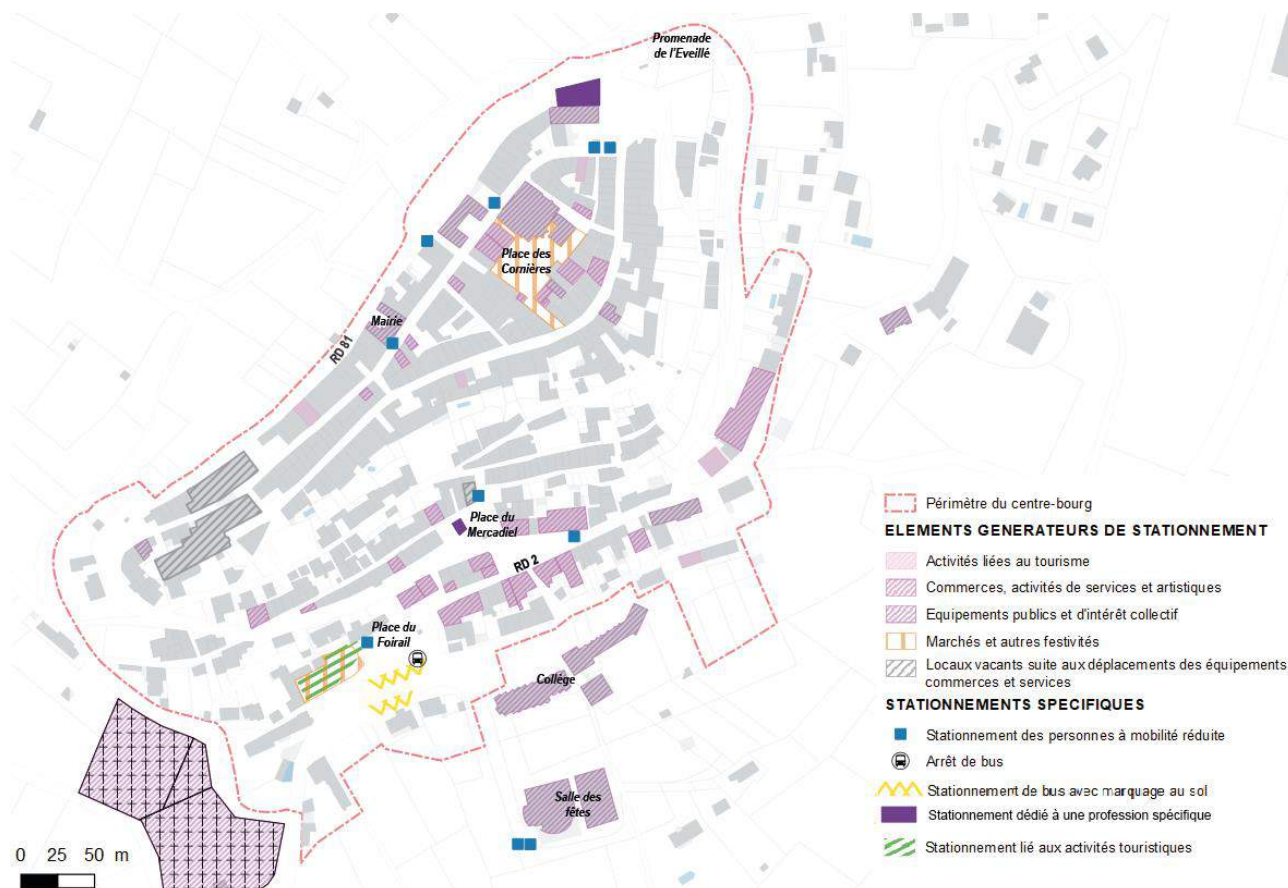 Promenade
de l'Eveillé
Place des
Cornières
Mairie
RD 81
Place du
Mercadiel
RD 2
Place du
Foirail
Collége
Salle des
fêtes
0 25 50 m
Périmètre du centre-bourg
ELEMENTS GENERATEURS DE STATIONNEMENT
Activités liées au tourisme
Commerces, activités de services et artistiques
Equipements publics et d'intérêt collectif
Marchés et autres festivités
Locaux vacants suite aux déplacements des équipements
commerces et services
STATIONNEMENTS SPECIFIQUES
Stationnement des personnes à mobilité réduite
Arrêt de bus
Stationnement de bus avec marquage au sol
Stationnement dédié à une profession spécifique
Stationnement lié aux activités touristiques